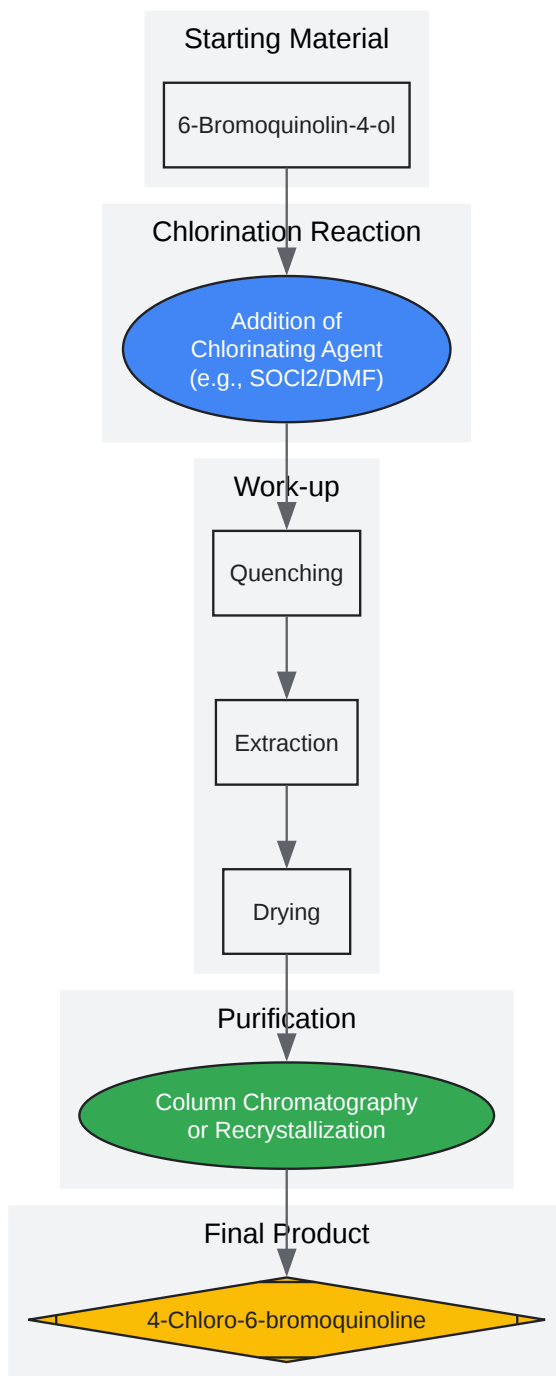 Starting Material
6-Bromoquinolin-4-ol
Chlorination Reaction
Addition of
Chlorinating Agent
(e.g., SOCl2/DMF)
Work-up
Quenching
Extraction
Drying
Purification
Column Chromatography
or Recrystallization
Final Product
4-Chloro-6-bromoquinoline